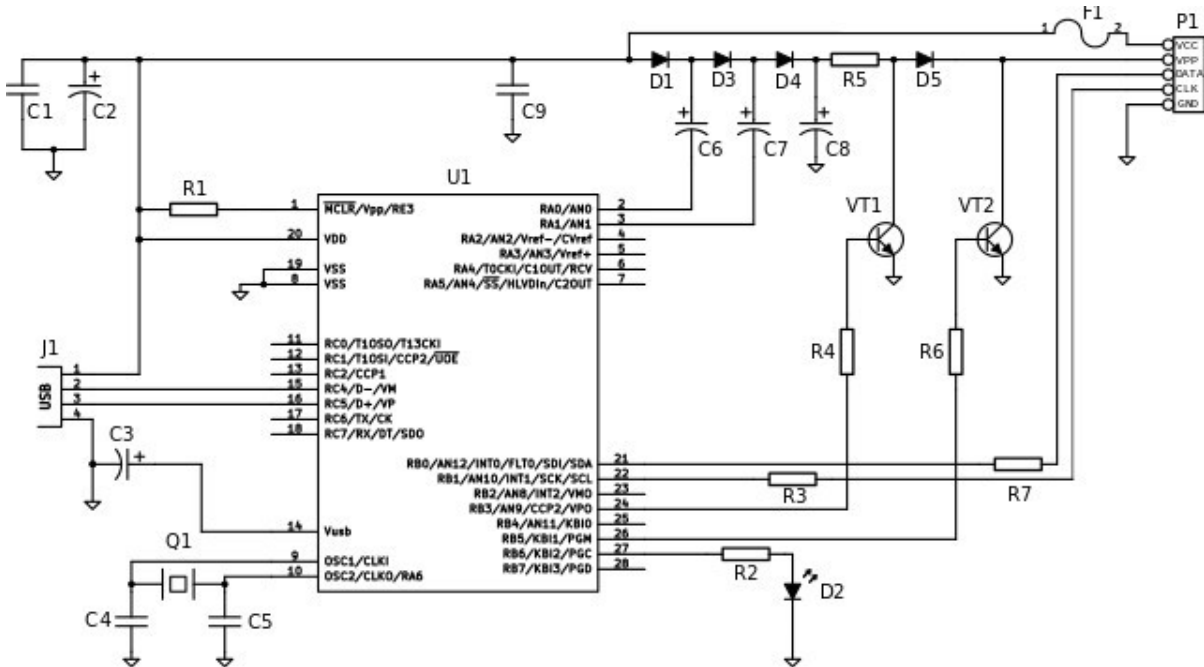 F1
P1
1
2
VCC
VPP
DATA
CLK
GND
D1
D3
D4
R5
D5
C1
+
C2
C9
+
C6
+
C7
+
C8
U1
R1
1
MCLR/Vpp/RE3
20
VDD
19
VSS
8
VSS
11
RC0/T1OSO/T13CKI
12
RC1/T1OSI/CCP2/UOE
13
RC2/CCP1
15
RC4/D-/VM
16
RC5/D+/VP
17
RC6/TX/CK
18
RC7/RX/DT/SDO
14
Vusb
9
OSC1/CLKI
10
OSC2/CLKO/RA6
RA0/AN0
2
RA1/AN1
3
RA2/AN2/Vref-/CVref
4
RA3/AN3/Vref+
5
RA4/T0CKI/C1OUT/RCV
6
RA5/AN4/SS/HLVDIn/C2OUT
7
RB0/AN12/INT0/FLT0/SDI/SDA
21
RB1/AN10/INT1/SCK/SCL
22
RB2/AN8/INT2/VMO
23
RB3/AN9/CCP2/VPO
24
RB4/AN11/KBI0
25
RB5/KBI1/PGM
26
RB6/KBI2/PGC
27
RB7/KBI3/PGD
28
VT1
VT2
R4
R6
J1
USB
1
2
3
4
C3
+
Q1
C4
C5
R3
R7
R2
D2